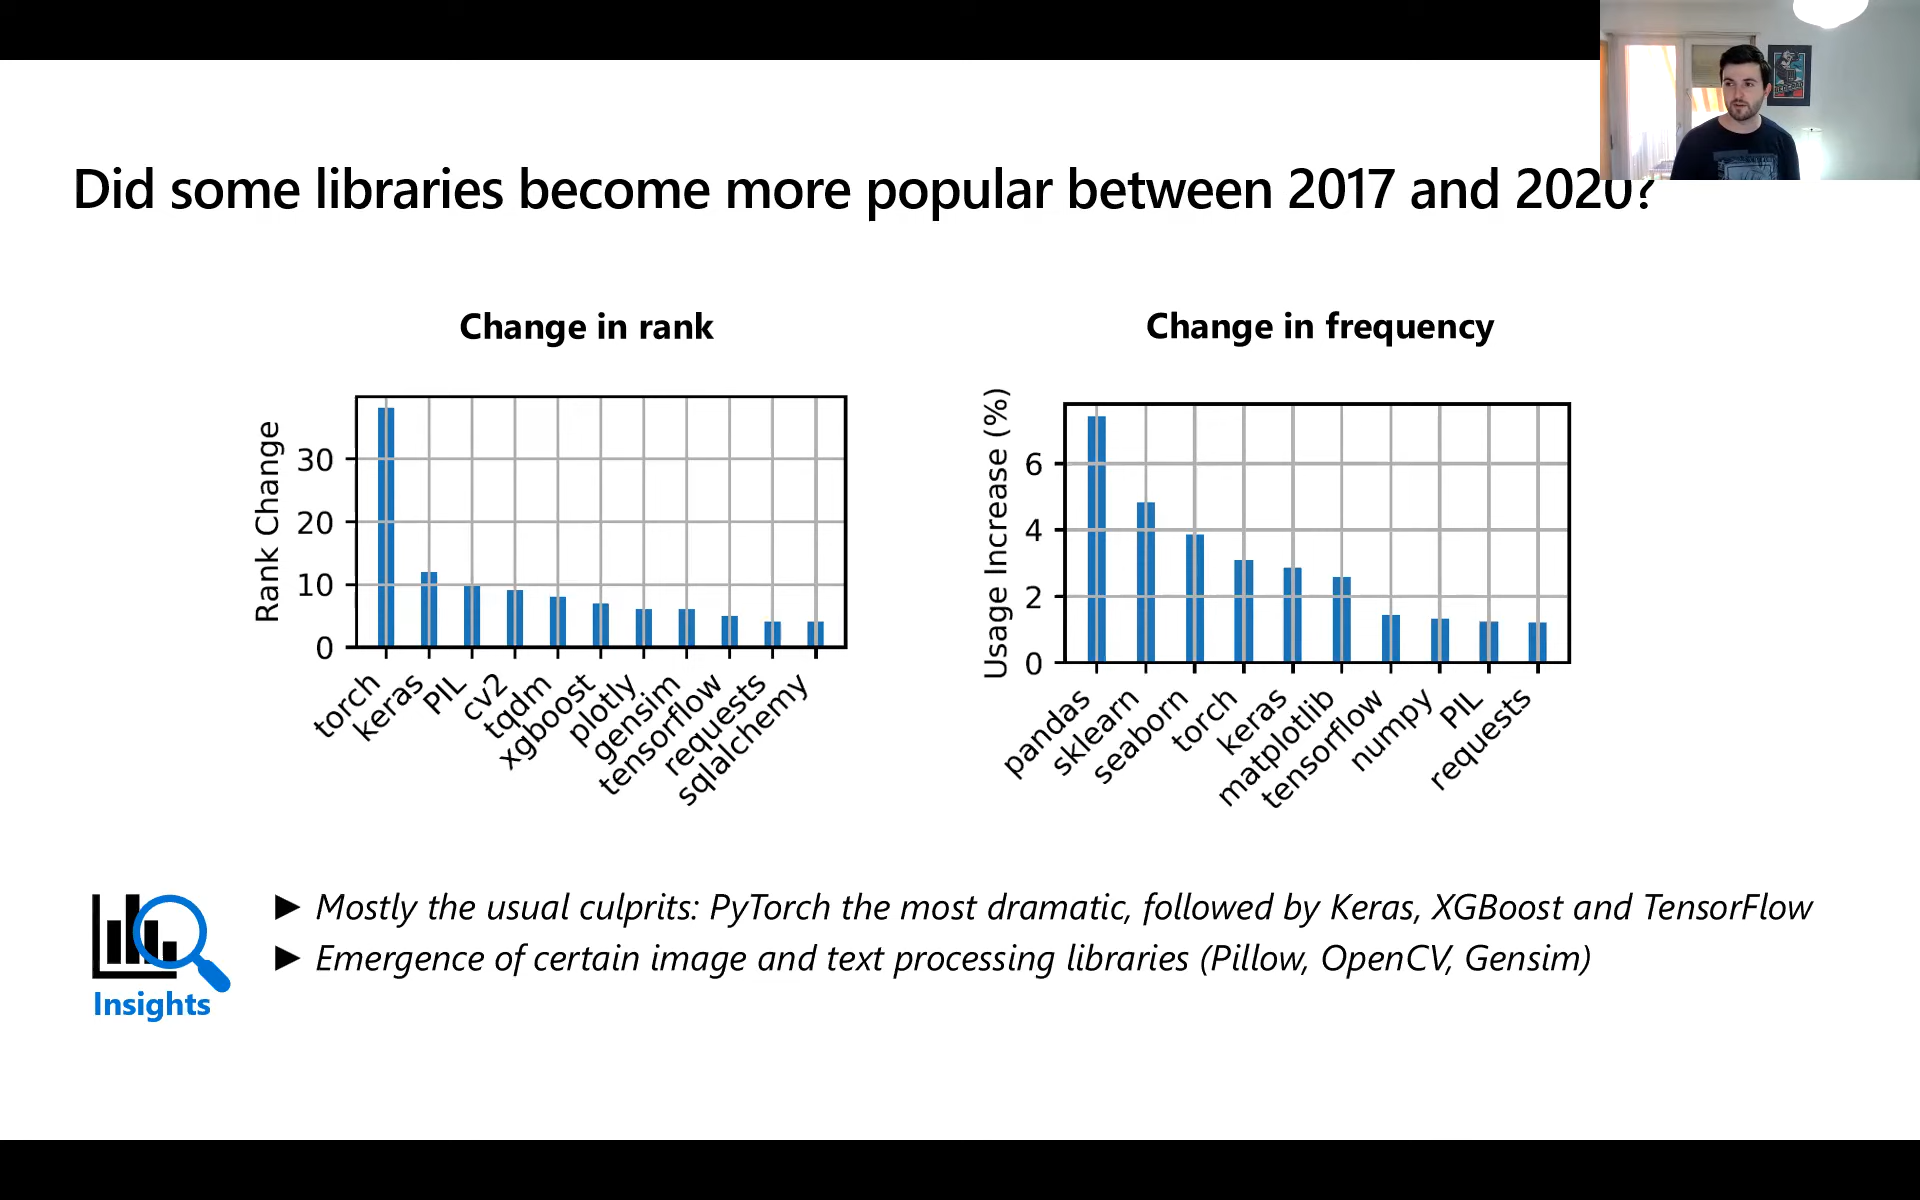 Did some libraries become more popular between 2017 and 2020?
Change in rank
Rank Change
30
20
10
0
torch
keras
PIL
cv2
tqdm
xgboost
plotly
gensim
tensorflow
requests
sqlalchemy
Change in frequency
Usage Increase (%)
6
4
2
0
pandas
sklearn
seaborn
torch
keras
matplotlib
tensorflow
numpy
PIL
requests
Insights
► Mostly the usual culprits: PyTorch the most dramatic, followed by Keras, XGBoost and TensorFlow
► Emergence of certain image and text processing libraries (Pillow, OpenCV, Gensim)